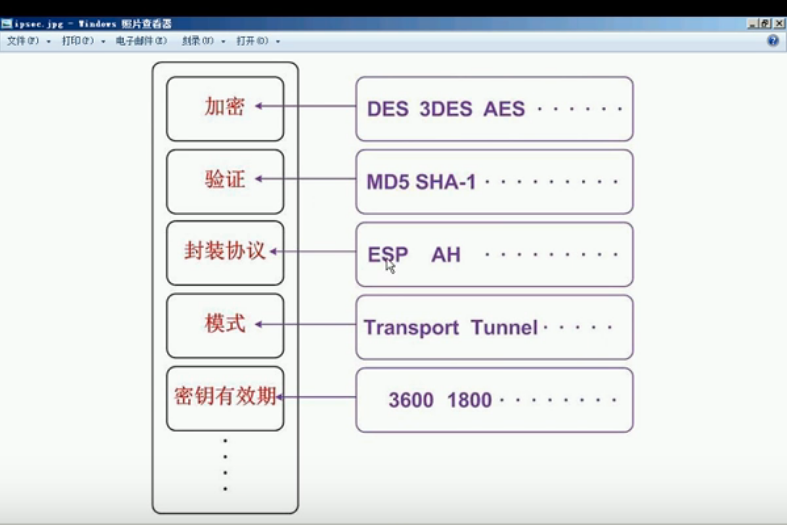 ipsec.jpg - Windows 照片查看器
文件(F) 打印(P) 电子邮件(E) 刻录(U) 打开(O)
加密 DES 3DES AES ······
验证 MD5 SHA-1 ·········
封装协议 ESP AH ·········
模式 Transport Tunnel ·····
密钥有效期 3600 1800 ········